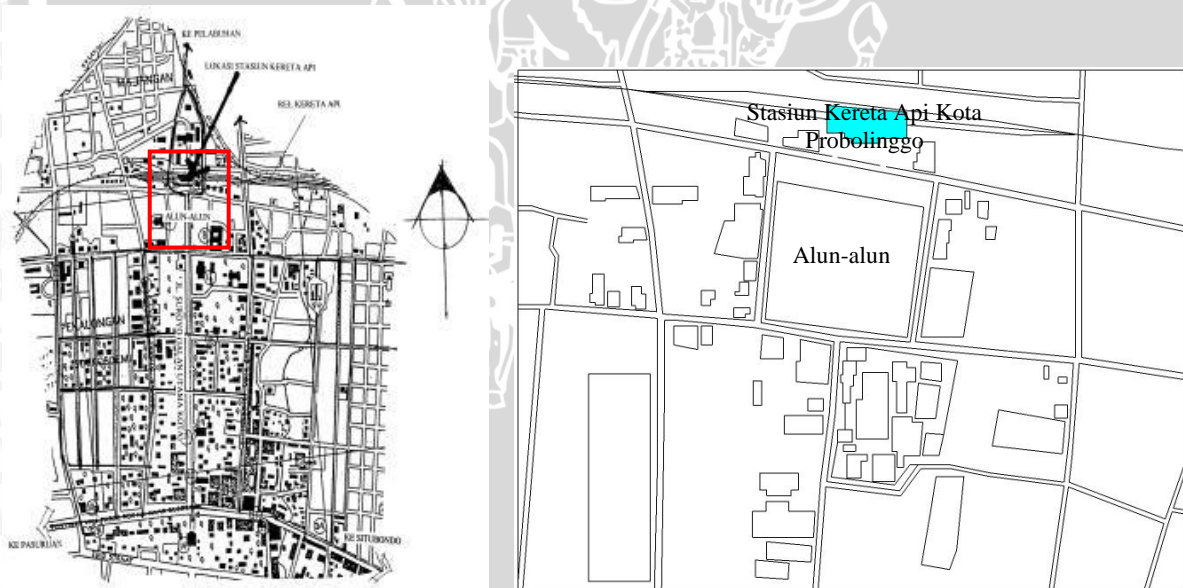 KE PELABUHAN
LOKASI STASIUN KERETA API
MAYANGAN
REL KERETA API
ALUN-ALUN
KE PASURUAN
KE SITUBONDO
Stasiun Kereta Api Kota
Probolinggo
Alun-alun